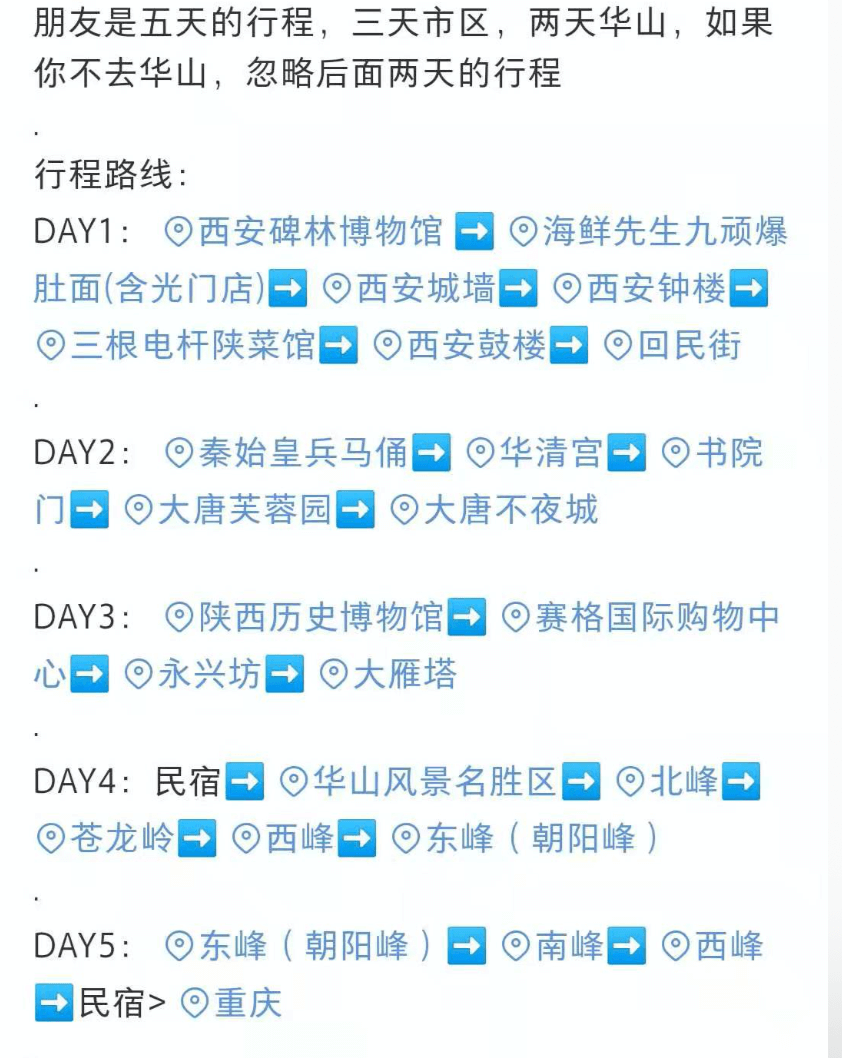 朋友是五天的行程，三天市区，两天华山，如果
你不去华山，忽略后面两天的行程
.
行程路线：
DAY1： 西安碑林博物馆➡海鲜先生九顽爆
肚面(含光门店)➡西安城墙➡西安钟楼➡
三根电杆陕菜馆➡西安鼓楼➡回民街
.
DAY2： 秦始皇兵马俑➡华清宫➡书院
门➡大唐芙蓉园➡大唐不夜城
.
DAY3： 陕西历史博物馆➡赛格国际购物中
心➡永兴坊➡大雁塔
.
DAY4：民宿➡华山风景名胜区➡北峰➡
苍龙岭➡西峰➡东峰（朝阳峰）
.
DAY5： 东峰（朝阳峰）➡南峰➡西峰
➡民宿> 重庆